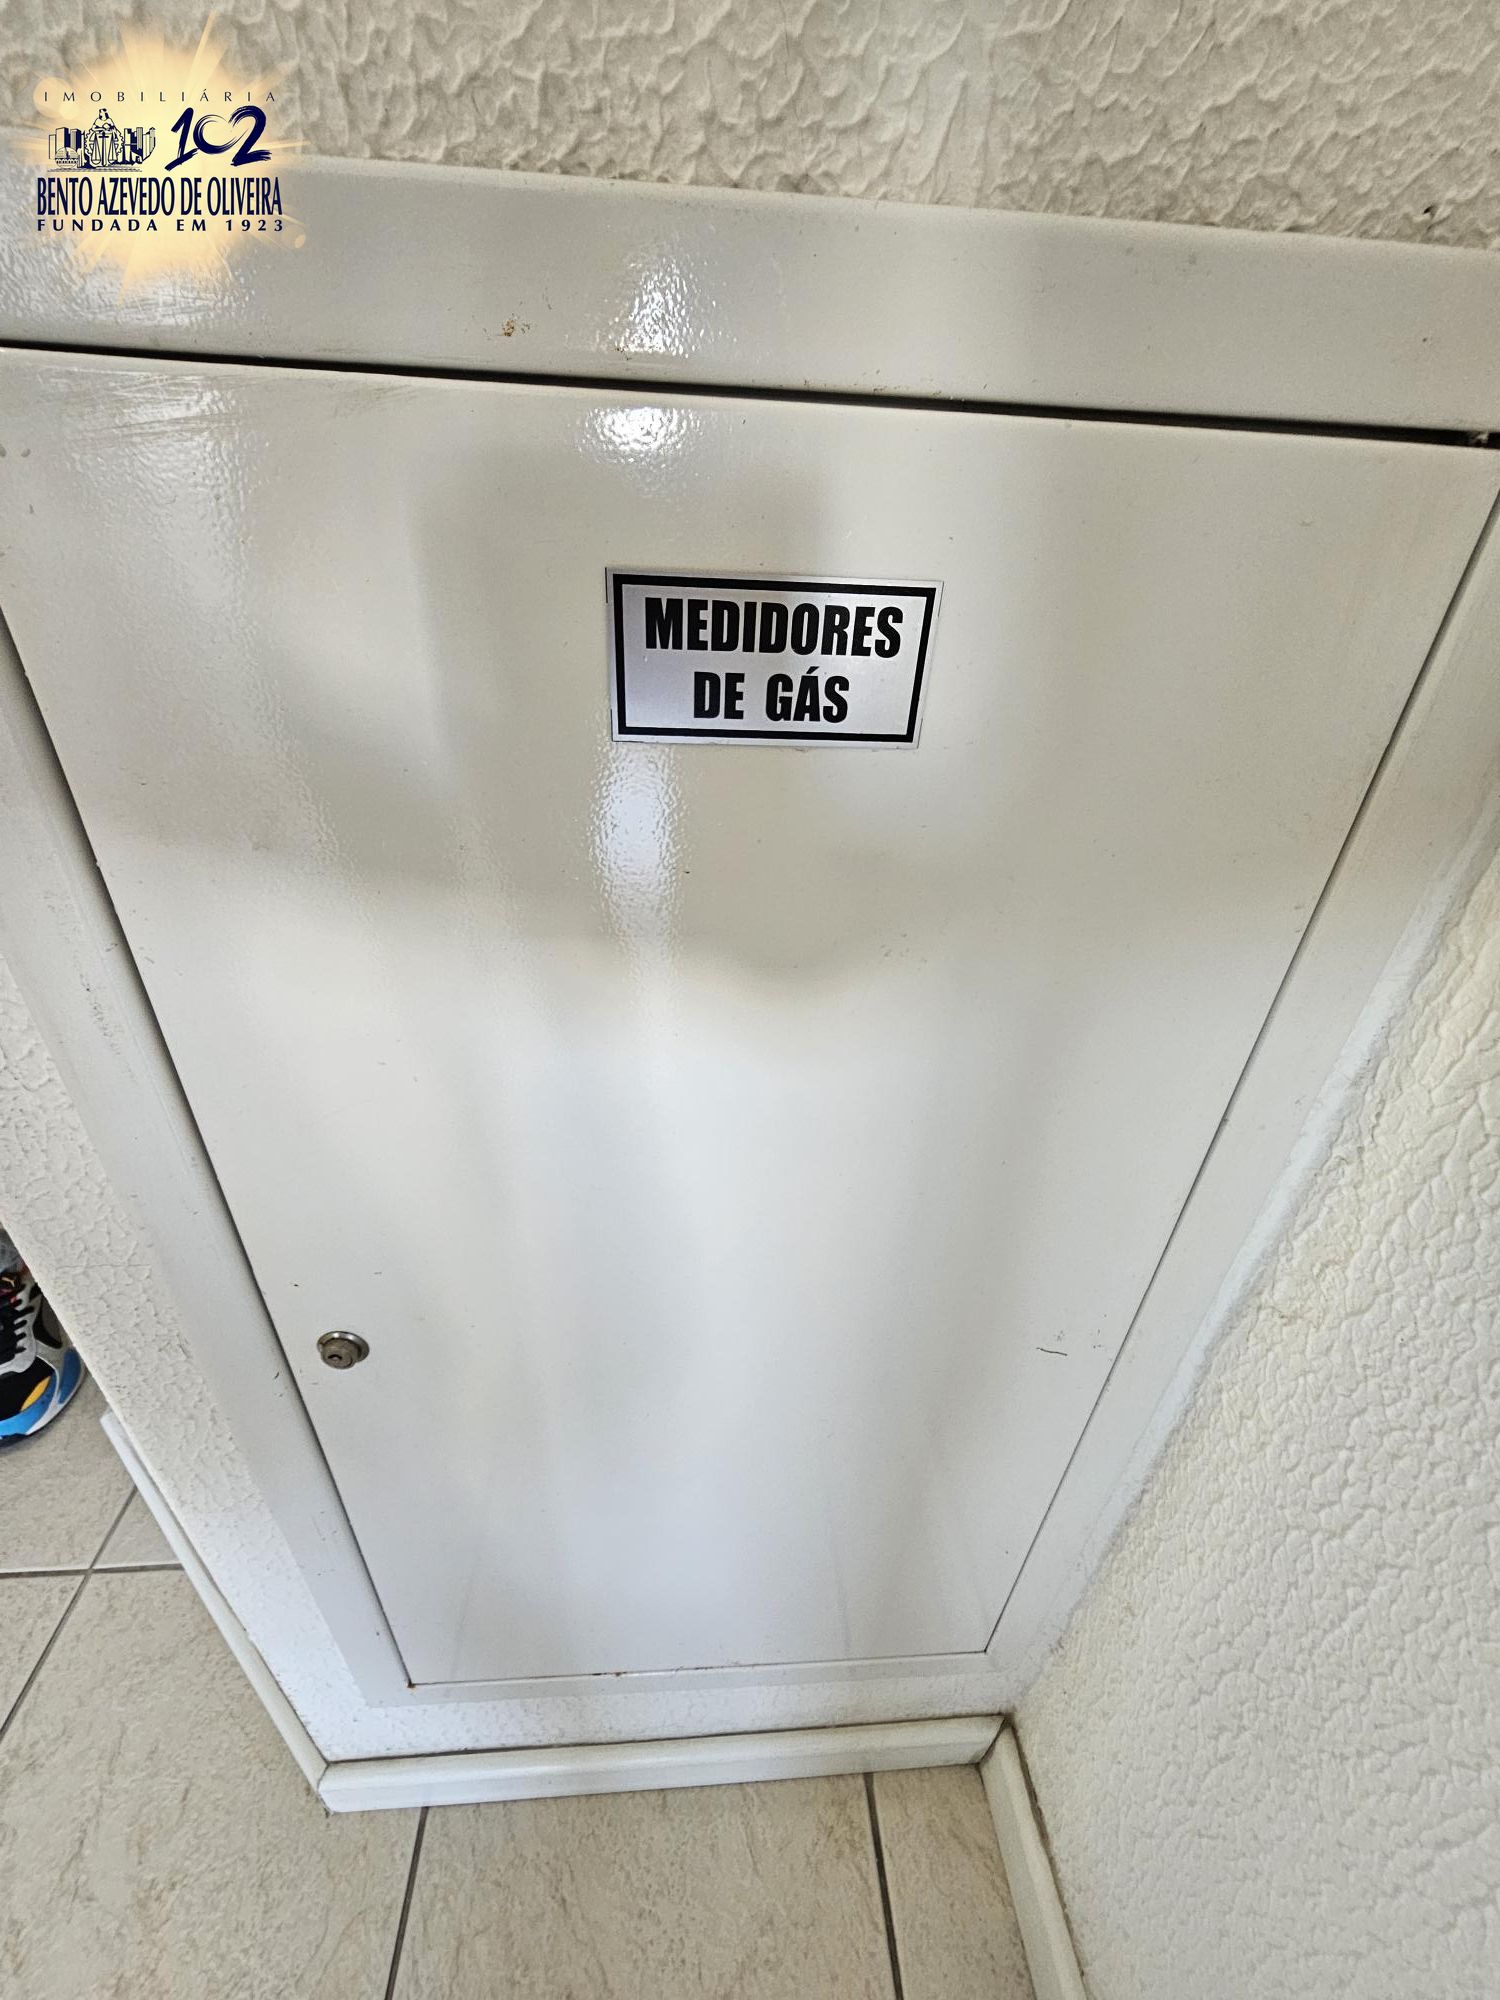 IMOBILIÁRIA
102
BENTO AZEVEDO DE OLIVEIRA
FUNDADA EM 1923
MEDIDORES
DE GÁS